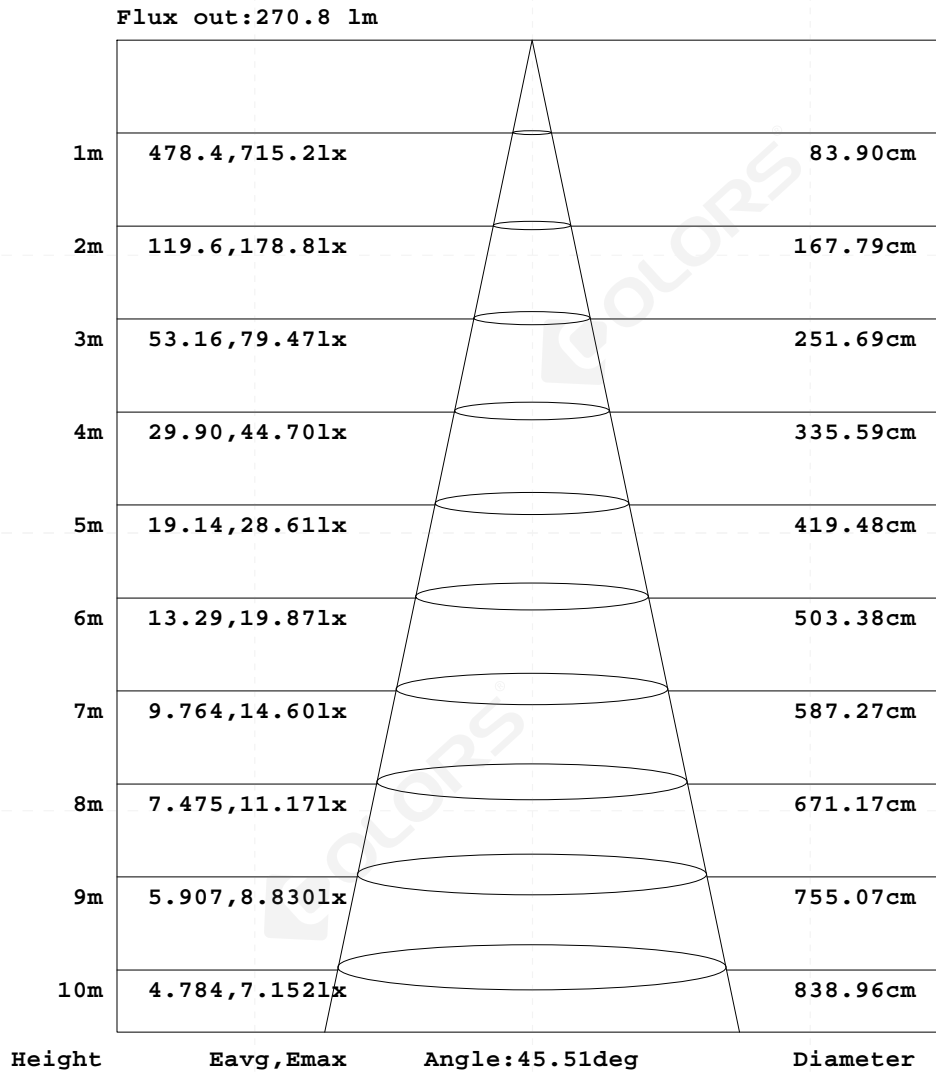 Flux out:270.8 lm
1m 478.4,715.2lx 83.90cm
2m 119.6,178.8lx 167.79cm
3m 53.16,79.47lx 251.69cm
4m 29.90,44.70lx 335.59cm
5m 19.14,28.61lx 419.48cm
6m 13.29,19.87lx 503.38cm
7m 9.764,14.60lx 587.27cm
8m 7.475,11.17lx 671.17cm
9m 5.907,8.830lx 755.07cm
10m 4.784,7.152lx 838.96cm
Height Eavg,Emax Angle:45.51deg Diameter
COLORS®
COLORS®